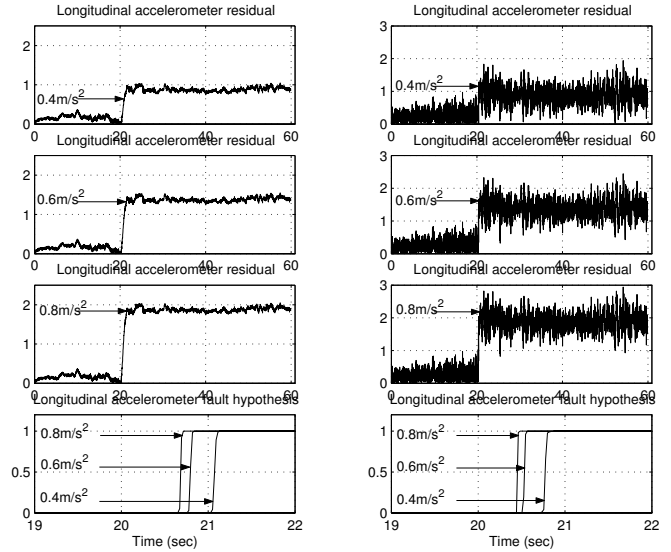 Longitudinal accelerometer residual
2
1
0
0.4m/s²
0 20 40 60
Longitudinal accelerometer residual
2
1
0
0.6m/s²
0 20 40 60
Longitudinal accelerometer residual
2
1
0
0.8m/s²
0 20 40 60
Longitudinal accelerometer fault hypothesis
1
0.5
0
0.8m/s²
0.6m/s²
0.4m/s²
19 20 21 22
Time (sec)
Longitudinal accelerometer residual
3
2
1
0
0.4m/s²
0 20 40 60
Longitudinal accelerometer residual
3
2
1
0
0.6m/s²
0 20 40 60
Longitudinal accelerometer residual
3
2
1
0
0.8m/s²
0 20 40 60
Longitudinal accelerometer fault hypothesis
1
0.5
0
0.8m/s²
0.6m/s²
0.4m/s²
19 20 21 22
Time (sec)